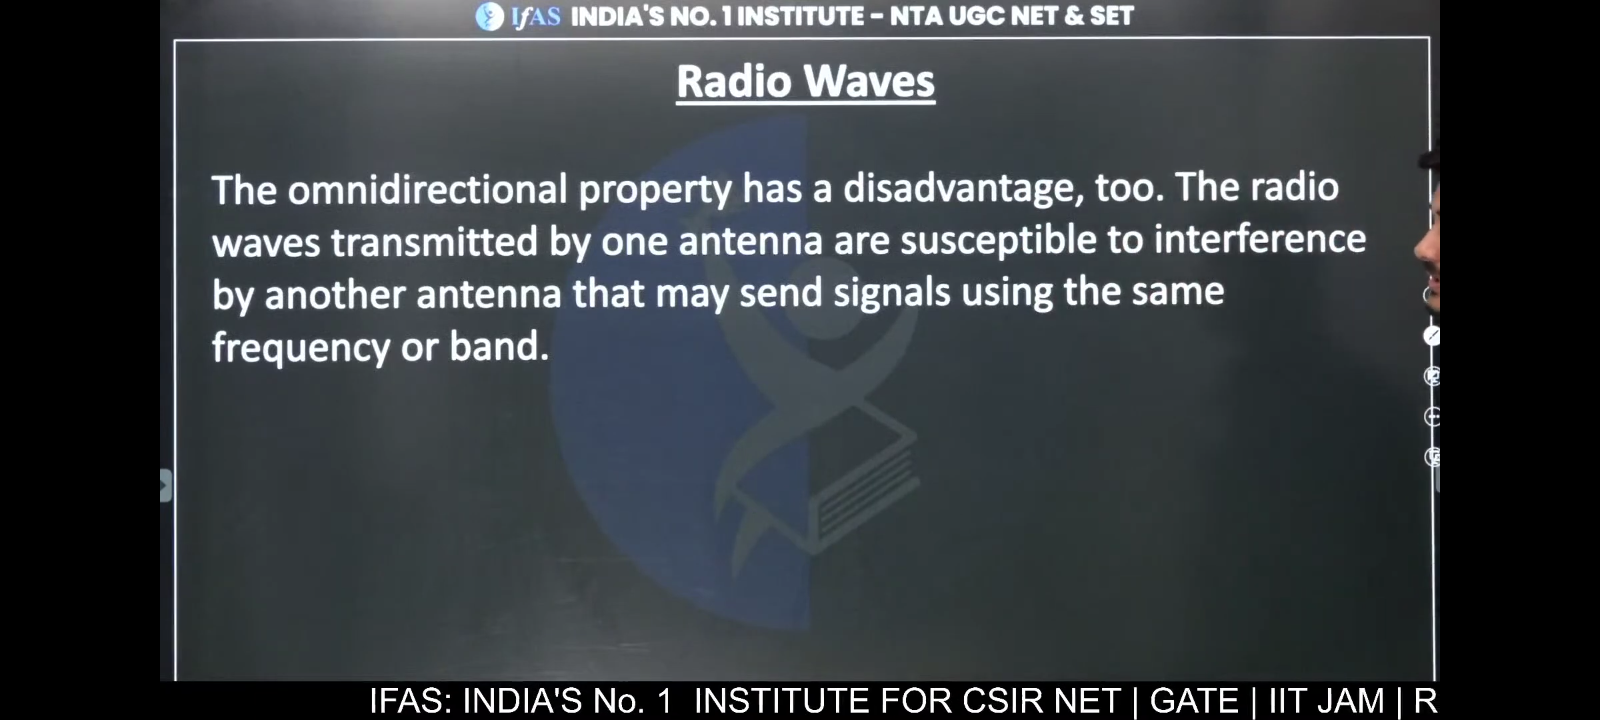 IfAS INDIA'S NO. 1 INSTITUTE – NTA UGC NET & SET
Radio Waves
The omnidirectional property has a disadvantage, too. The radio
waves transmitted by one antenna are susceptible to interference
by another antenna that may send signals using the same
frequency or band.
IFAS: INDIA'S No. 1 INSTITUTE FOR CSIR NET | GATE | IIT JAM | R